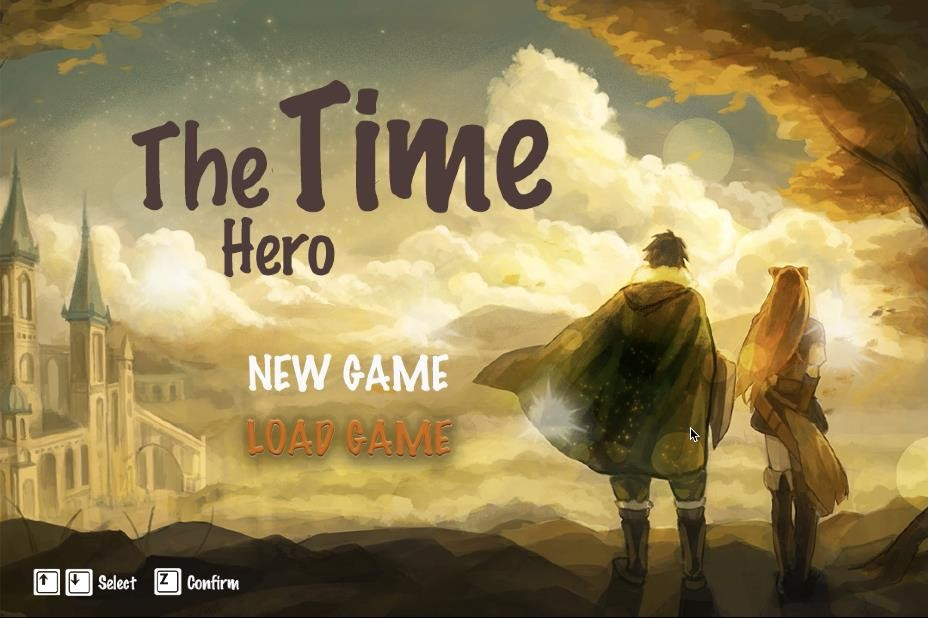 The Time
Hero
NEW GAME
LOAD GAME
Select Z Confirm